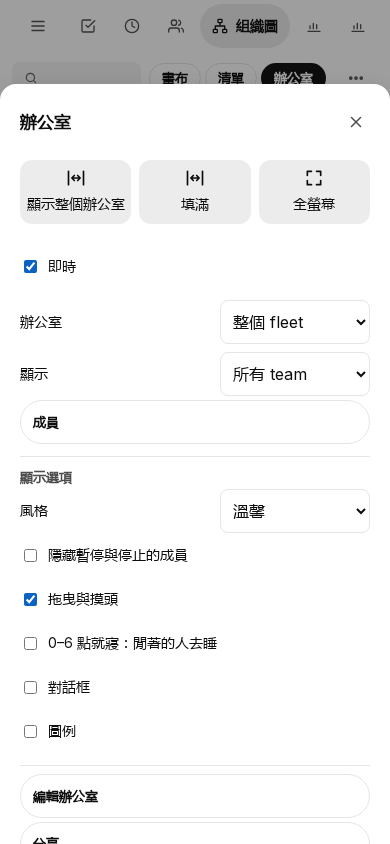 組織圖
畫布
清單
辦公室
辦公室
顯示整個辦公室
填滿
全螢幕
即時
辦公室
整個 fleet
顯示
所有 team
成員
顯示選項
風格
溫馨
隱藏暫停與停止的成員
拖曳與摸頭
0–6 點就寢：閒著的人去睡
對話框
圖例
編輯辦公室
分享